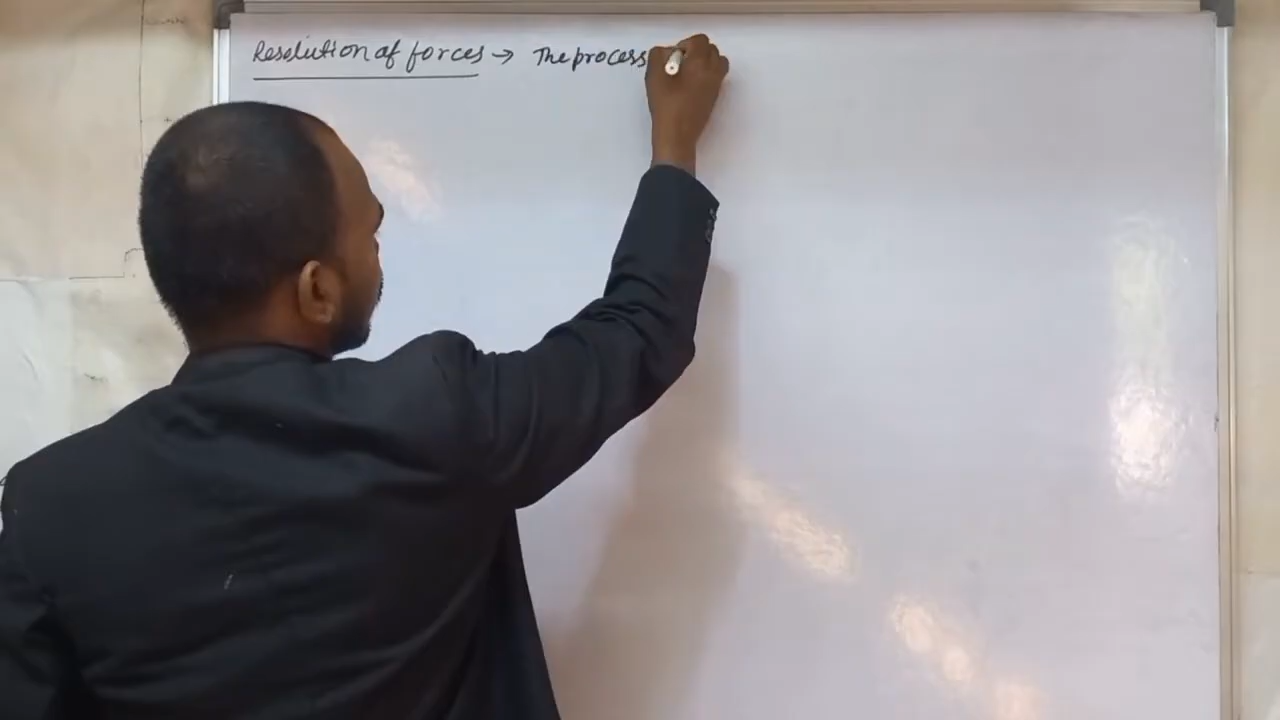 Resolution of forces → The process